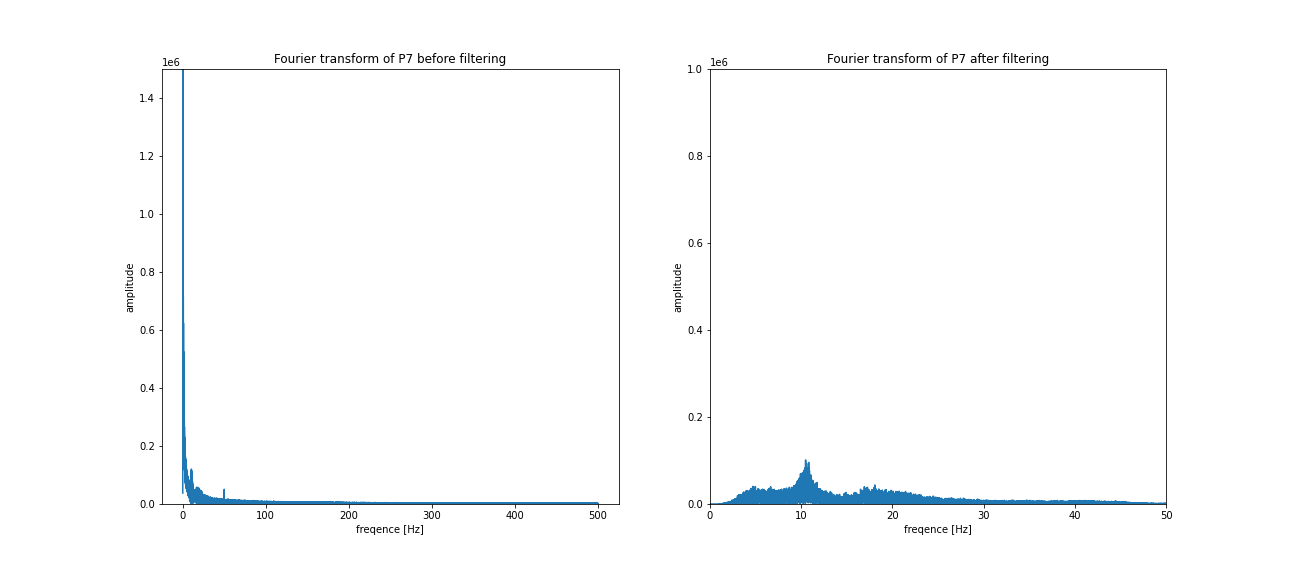 Fourier transform of P7 before filtering
1e6
1.4
1.2
1.0
0.8
0.6
0.4
0.2
0.0
amplitude
0 100 200 300 400 500
freqence [Hz]
Fourier transform of P7 after filtering
1e6
1.0
0.8
0.6
0.4
0.2
0.0
amplitude
0 10 20 30 40 50
freqence [Hz]